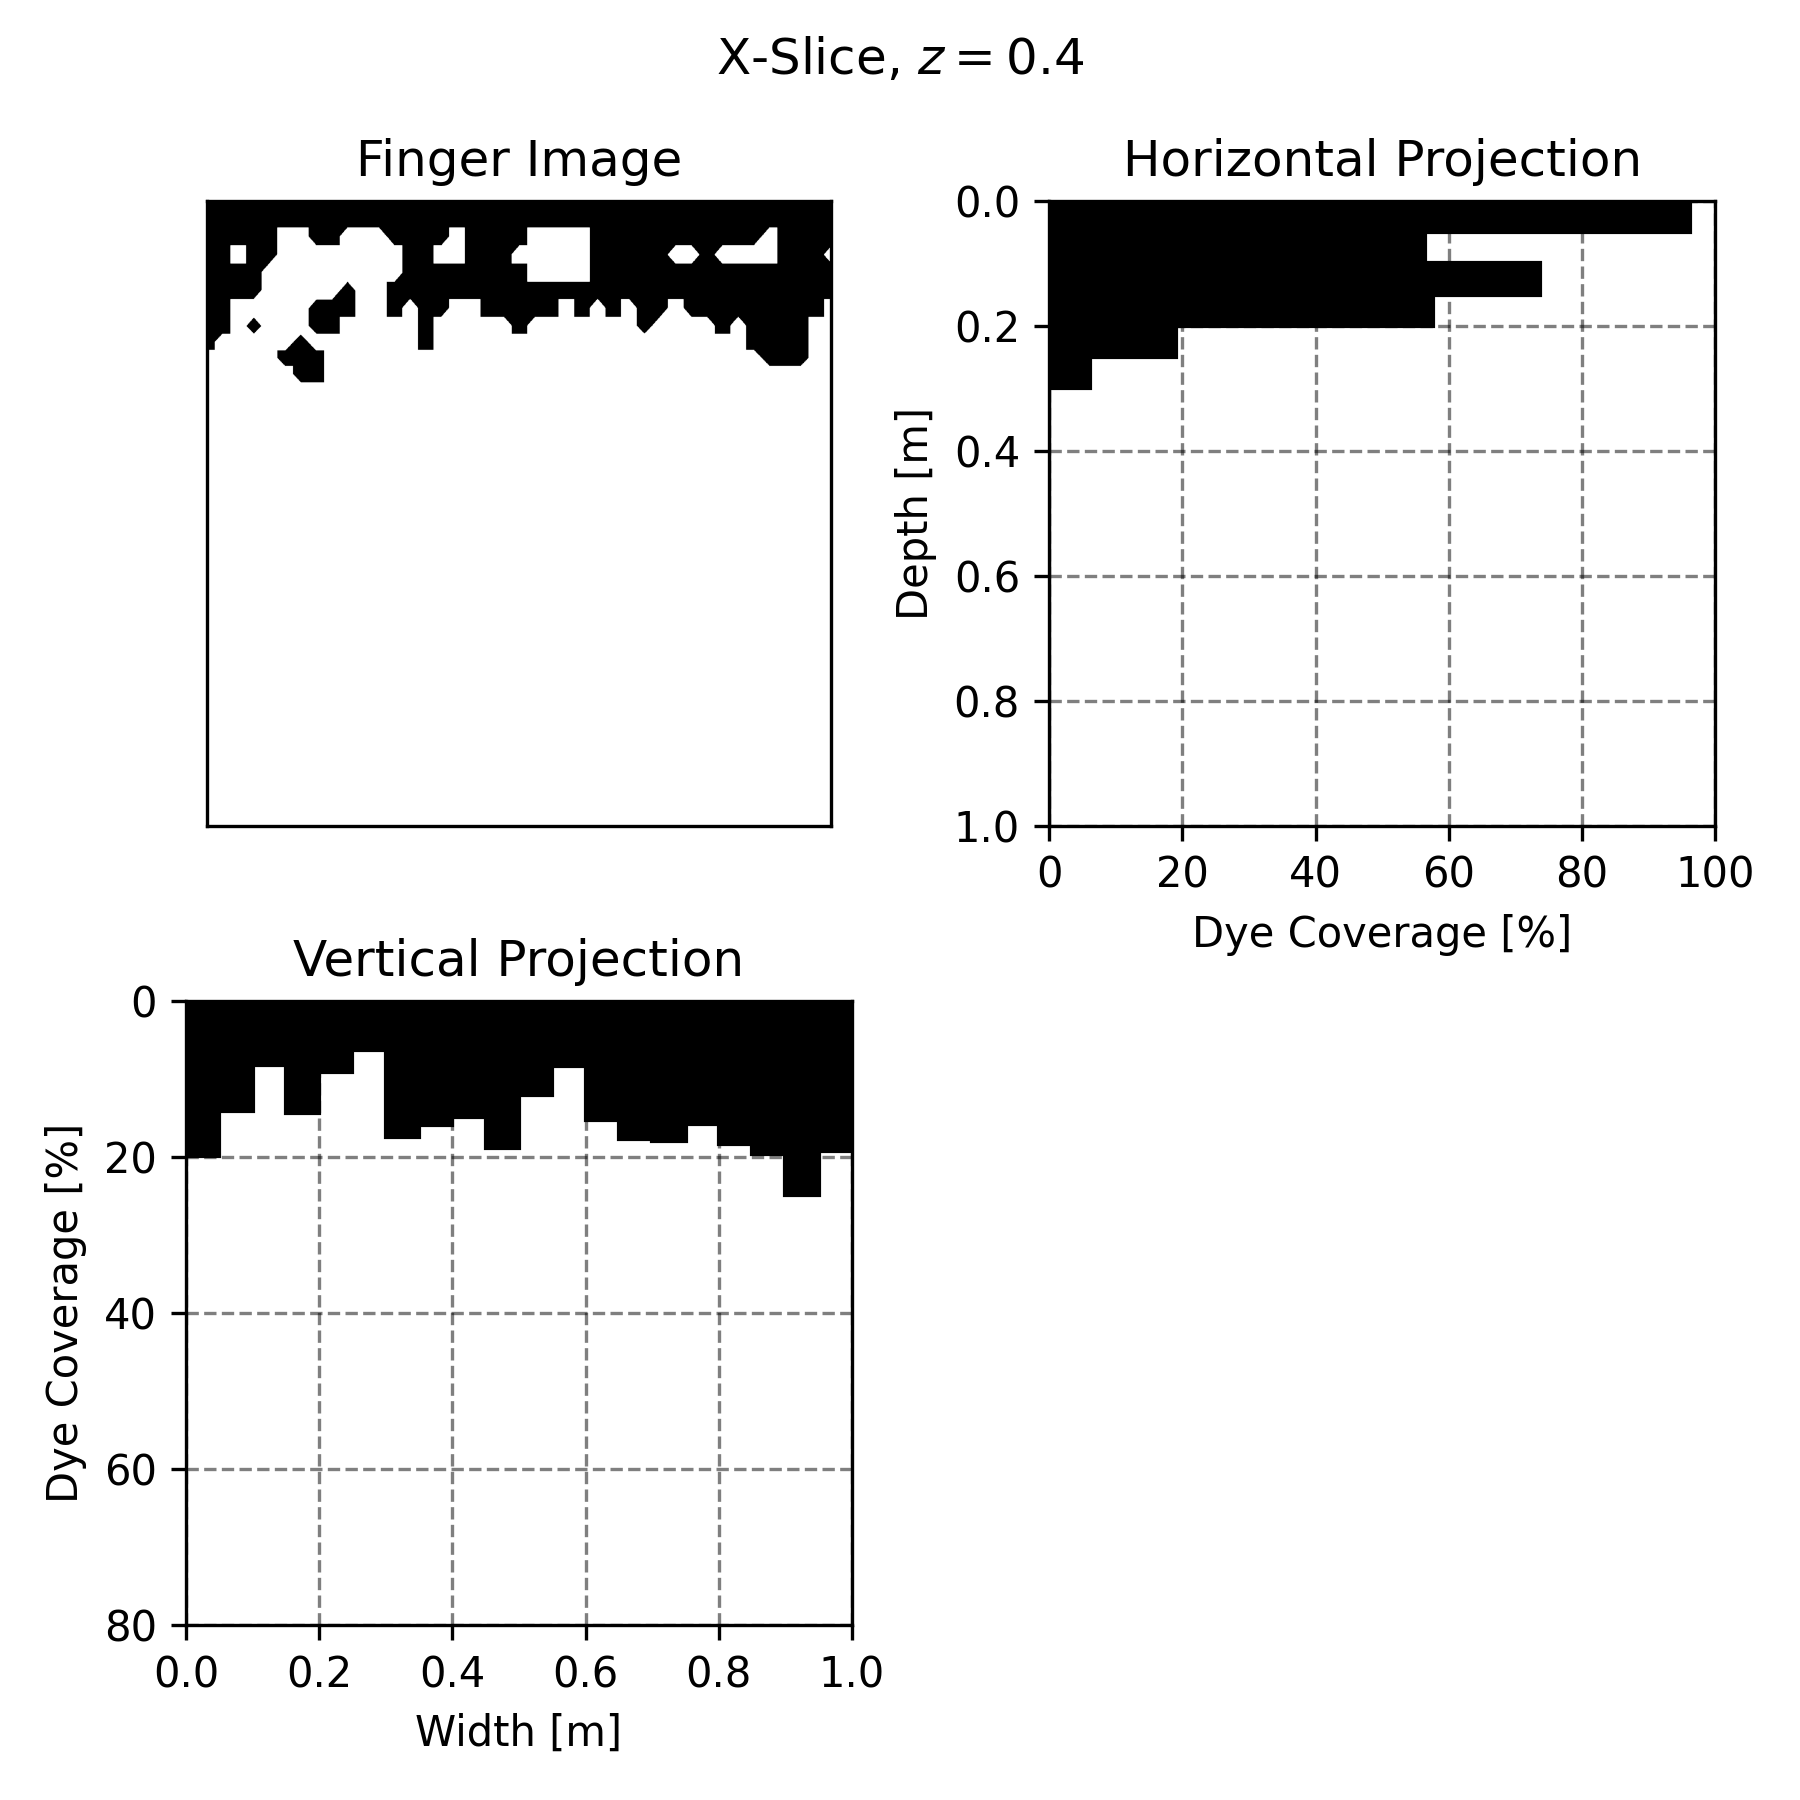 X-Slice, z = 0.4
Finger Image
Horizontal Projection
0.0
0.2
0.4
0.6
0.8
1.0
Depth [m]
0 20 40 60 80 100
Dye Coverage [%]
Vertical Projection
0
20
40
60
80
Dye Coverage [%]
0.0 0.2 0.4 0.6 0.8 1.0
Width [m]